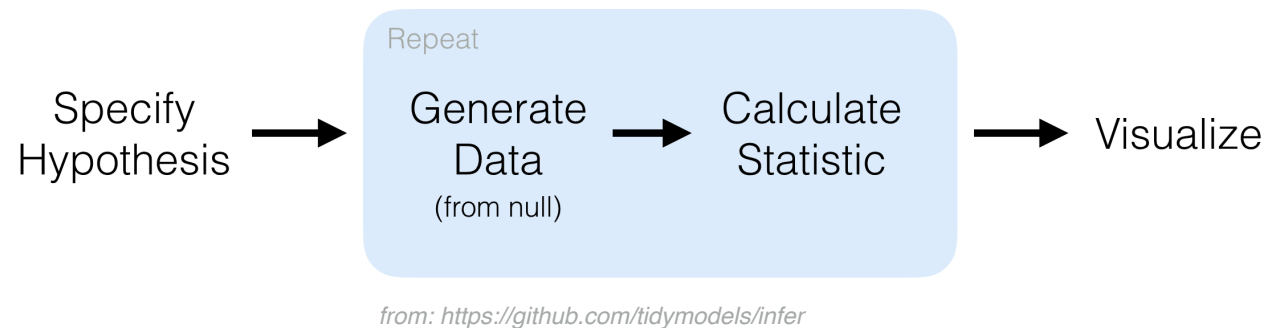 Repeat
Specify
Hypothesis
Generate
Data
(from null)
Calculate
Statistic
Visualize
from: https://github.com/tidymodels/infer